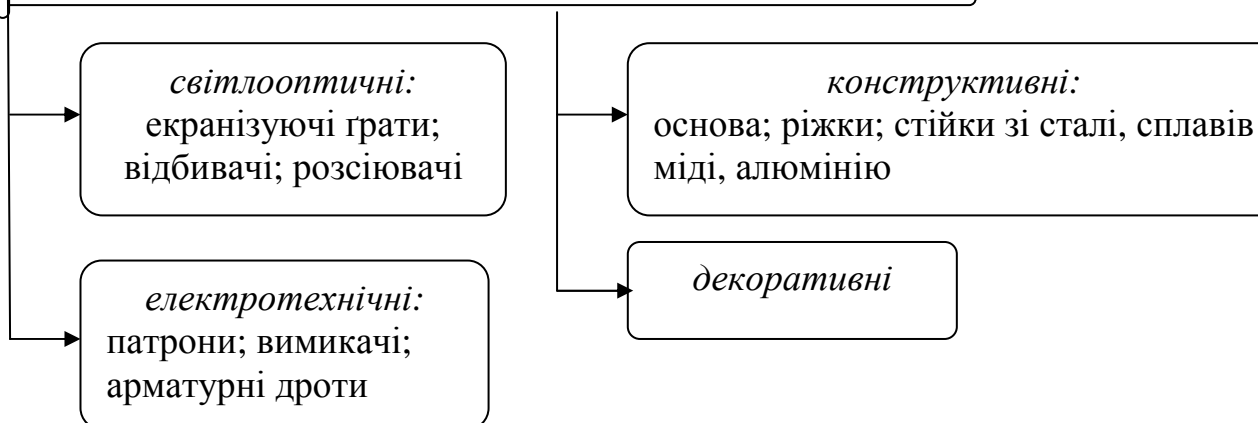 світлооптичні:
екранізуючі ґрати;
відбивачі; розсіювачі
конструктивні:
основа; ріжки; стійки зі сталі, сплавів
міді, алюмінію
електротехнічні:
патрони; вимикачі;
арматурні дроти
декоративні